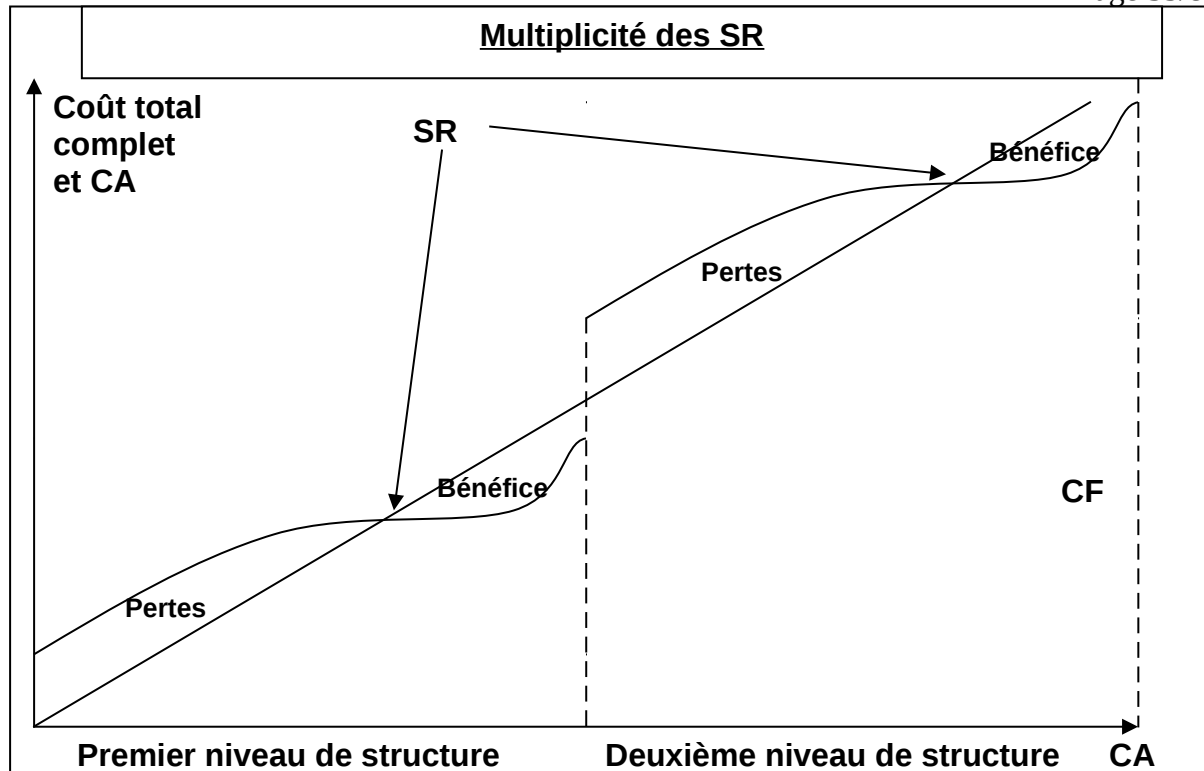 Multiplicité des SR
Coût total
complet
et CA
SR
Bénéfice
Pertes
Bénéfice
CF
Pertes
Premier niveau de structure
Deuxième niveau de structure
CA